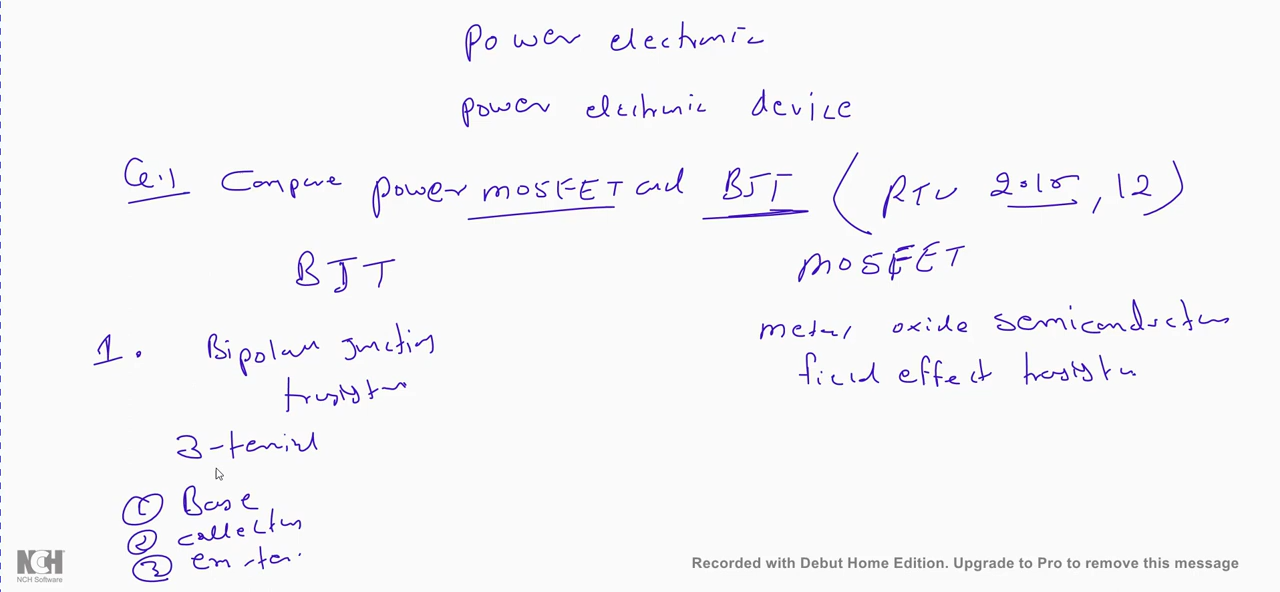 Power electronic
power electronic device
Que.1 Compare power MOSFET and BJT (RTU 2015, 12)
BJT
MOSFET
1. Bipolar junction
transistor
metal oxide semiconductor
field effect transistor
3-terminal
① Base
② collector
③ emitter.
NCH
NCH Software
Recorded with Debut Home Edition. Upgrade to Pro to remove this message